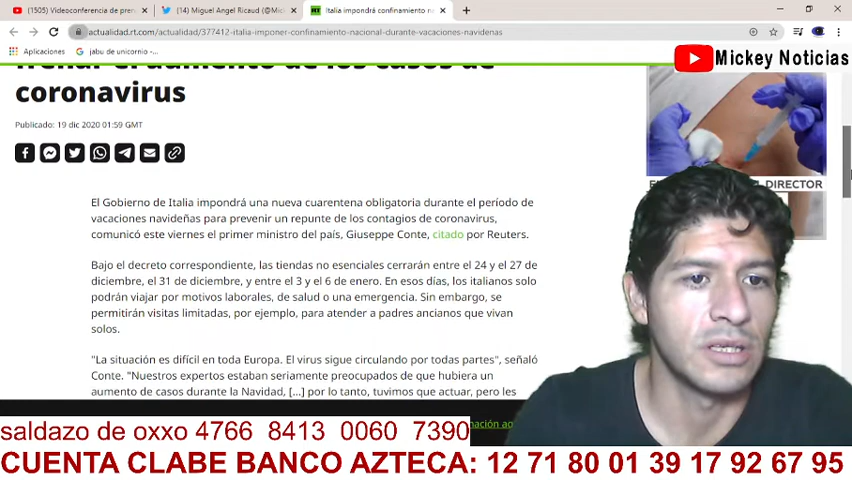 (1505) Videoconferencia de pren
(14) Miguel Angel Ricaud (@Mic
RT
Italia impondrá confinamiento na
actualidad.rt.com/actualidad/377412-italia-imponer-confinamiento-nacional-durante-vacaciones-navidenas
Aplicaciones
jabu de unicornio -...
Mickey Noticias
frenar el aumento de los casos de
coronavirus
Publicado: 19 dic 2020 01:59 GMT
DIRECTOR
El Gobierno de Italia impondrá una nueva cuarentena obligatoria durante el período de
vacaciones navideñas para prevenir un repunte de los contagios de coronavirus,
comunicó este viernes el primer ministro del país, Giuseppe Conte, citado por Reuters.
Bajo el decreto correspondiente, las tiendas no esenciales cerrarán entre el 24 y el 27 de
diciembre, el 31 de diciembre, y entre el 3 y el 6 de enero. En esos días, los italianos solo
podrán viajar por motivos laborales, de salud o una emergencia. Sin embargo, se
permitirán visitas limitadas, por ejemplo, para atender a padres ancianos que vivan
solos.
"La situación es difícil en toda Europa. El virus sigue circulando por todas partes", señaló
Conte. "Nuestros expertos estaban seriamente preocupados de que hubiera un
aumento de casos durante la Navidad, [...] por lo tanto, tuvimos que actuar, pero les
saldazo de oxxo 4766 8413 0060 7390
CUENTA CLABE BANCO AZTECA: 12 71 80 01 39 17 92 67 95